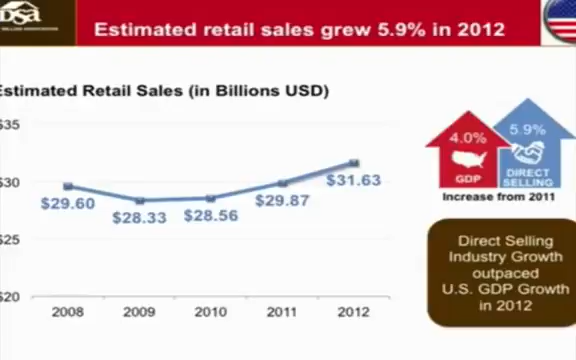 DSA
Estimated retail sales grew 5.9% in 2012
Estimated Retail Sales (in Billions USD)
$35
$30
$25
$20
$29.60
$28.33
$28.56
$29.87
$31.63
2008
2009
2010
2011
2012
4.0%
GDP
5.9%
DIRECT
SELLING
Increase from 2011
Direct Selling
Industry Growth
outpaced
U.S. GDP Growth
in 2012